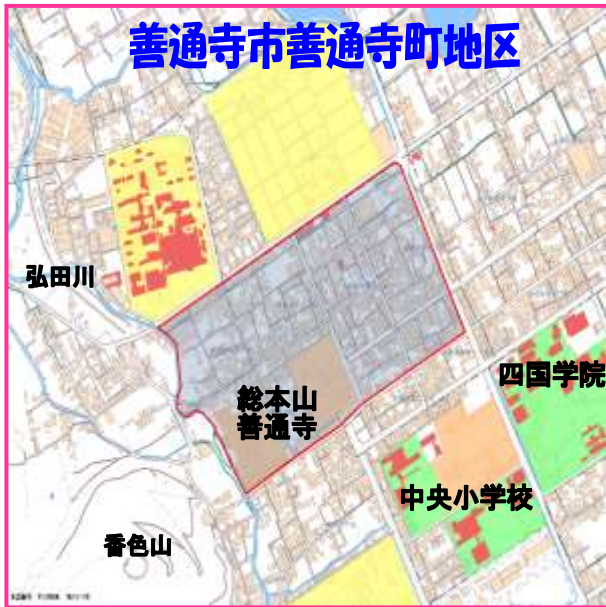 善通寺市善通寺町地区
弘田川
四国学院
総本山
善通寺
中央小学校
香色山